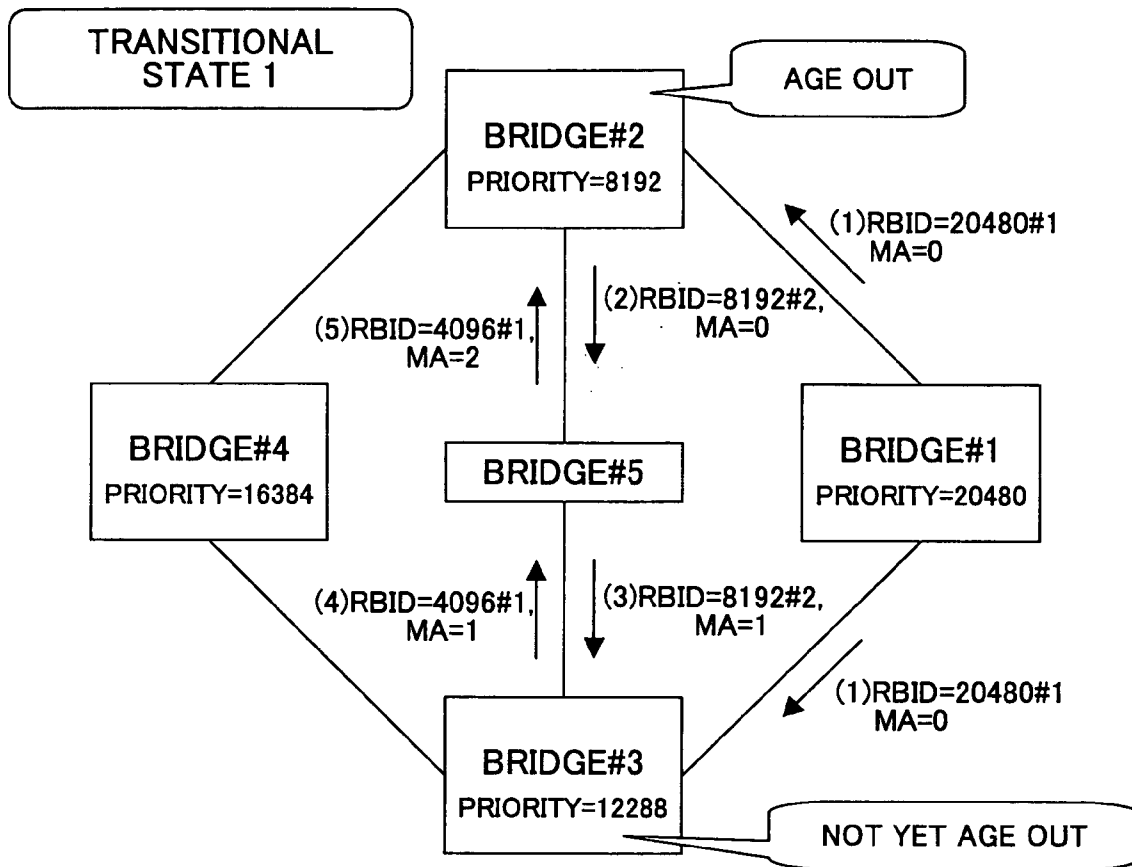 TRANSITIONAL
STATE 1
AGE OUT
BRIDGE#2
PRIORITY=8192
(1)RBID=20480#1
MA=0
(2)RBID=8192#2,
MA=0
(5)RBID=4096#1,
MA=2
BRIDGE#4
PRIORITY=16384
BRIDGE#5
BRIDGE#1
PRIORITY=20480
(4)RBID=4096#1,
MA=1
(3)RBID=8192#2,
MA=1
(1)RBID=20480#1
MA=0
BRIDGE#3
PRIORITY=12288
NOT YET AGE OUT